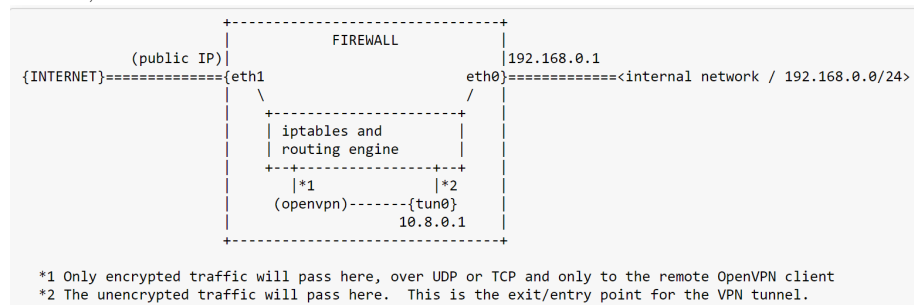 +---------------------------------+
|            FIREWALL             |
(public IP)|                                 |192.168.0.1
{INTERNET}=============={eth1                         eth0}=============<internal network / 192.168.0.0/24>
|   \                         /   |
|    +-----------------------+    |
|    | iptables and          |    |
|    | routing engine        |    |
|    +--+-----------------+--+    |
|       |*1               |*2     |
|     (openvpn)-------{tun0}      |
|                    10.8.0.1     |
+---------------------------------+
*1 Only encrypted traffic will pass here, over UDP or TCP and only to the remote OpenVPN client
*2 The unencrypted traffic will pass here.  This is the exit/entry point for the VPN tunnel.